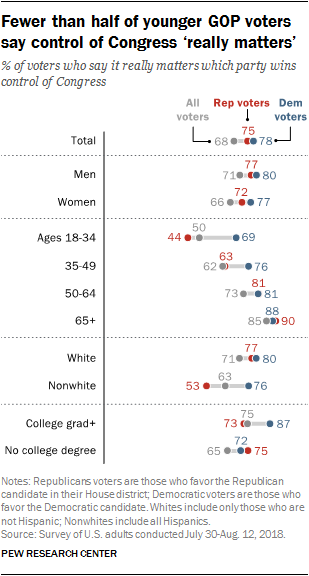 Fewer than half of younger GOP voters
say control of Congress ‘really matters’
% of voters who say it really matters which party wins
control of Congress
All voters Rep voters Dem voters
Total 68 75 78
Men 71 77 80
Women 66 72 77
Ages 18-34 44 50 69
35-49 62 63 76
50-64 73 81 81
65+ 85 88 90
White 71 77 80
Nonwhite 53 63 76
College grad+ 73 75 87
No college degree 65 72 75
Notes: Republicans voters are those who favor the Republican
candidate in their House district; Democratic voters are those who
favor the Democratic candidate. Whites include only those who are
not Hispanic; Nonwhites include all Hispanics.
Source: Survey of U.S. adults conducted July 30-Aug. 12, 2018.
PEW RESEARCH CENTER